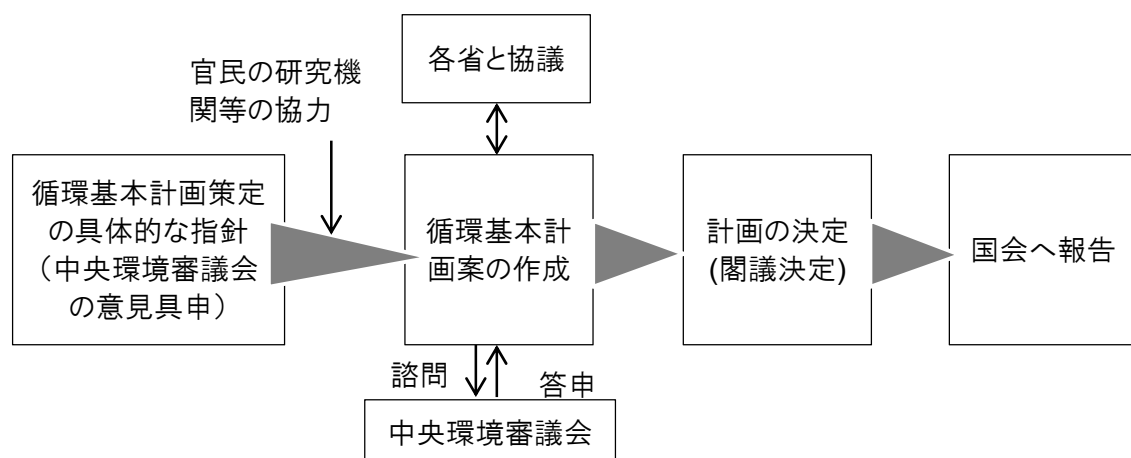 各省と協議
官民の研究機
関等の協力
循環基本計画策定
の具体的な指針
（中央環境審議会
の意見具申）
循環基本計
画案の作成
計画の決定
(閣議決定)
国会へ報告
諮問
答申
中央環境審議会